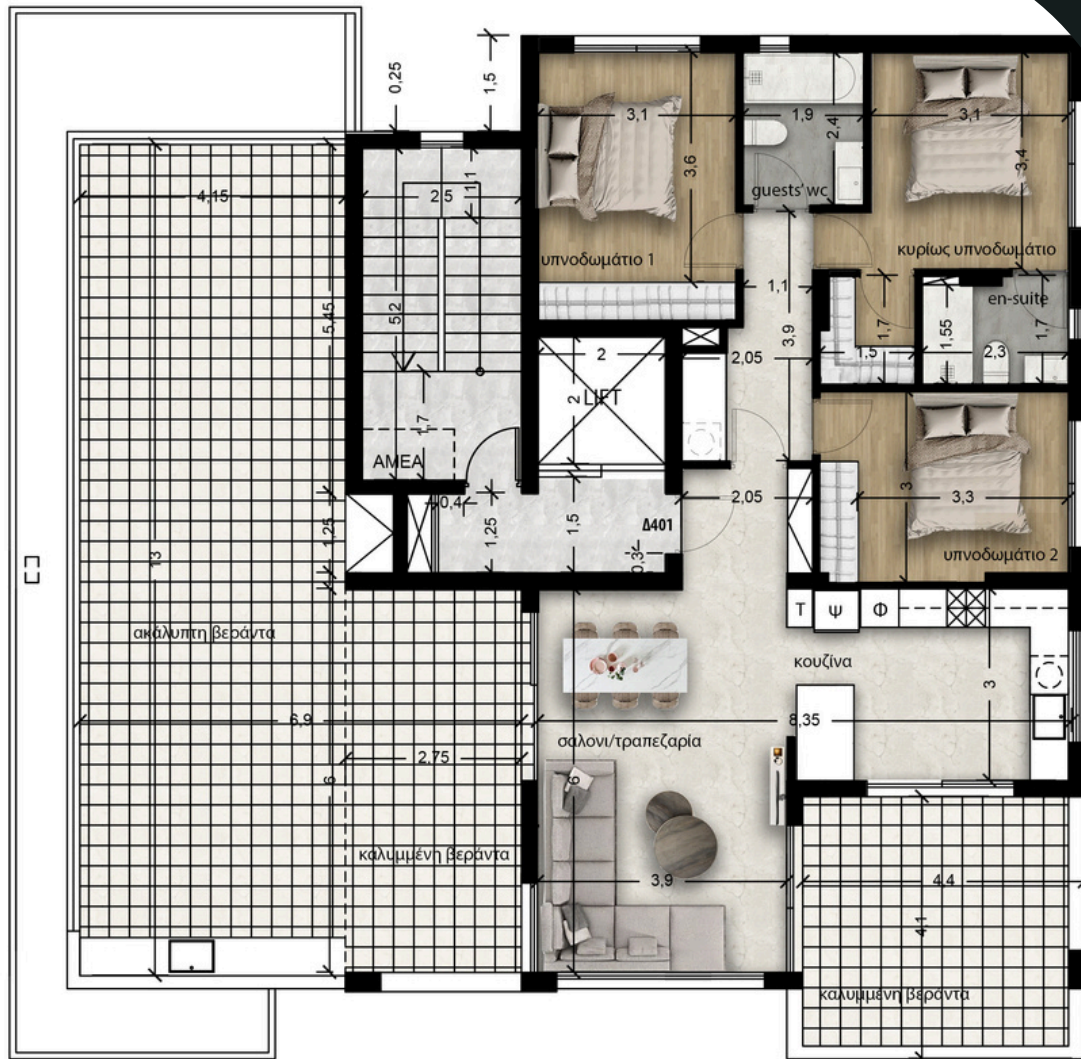 0,25
1,5
3,1
1,9
2,4
3,1
3,6
3,4
1,1
4,15
2,5
guests' wc
κυρίως υπνοδωμάτιο
υπνοδωμάτιο 1
en-suite
1,1
5,2
5,45
3,9
1,7
1,55
1,7
1,5
2,3
2
2,05
2
LIFT
1,7
ΑΜΕΑ
0,4
2,05
3
3,3
1,25
1,25
1,5
Δ401
0,3
υπνοδωμάτιο 2
13
Τ
Ψ
Φ
ακάλυπτη βεράντα
κουζίνα
3
6,9
8,35
σαλονι/τραπεζαρία
2,75
6
6
καλυμμένη βεράντα
3,9
4,4
4,1
καλυμμένη βεράντα